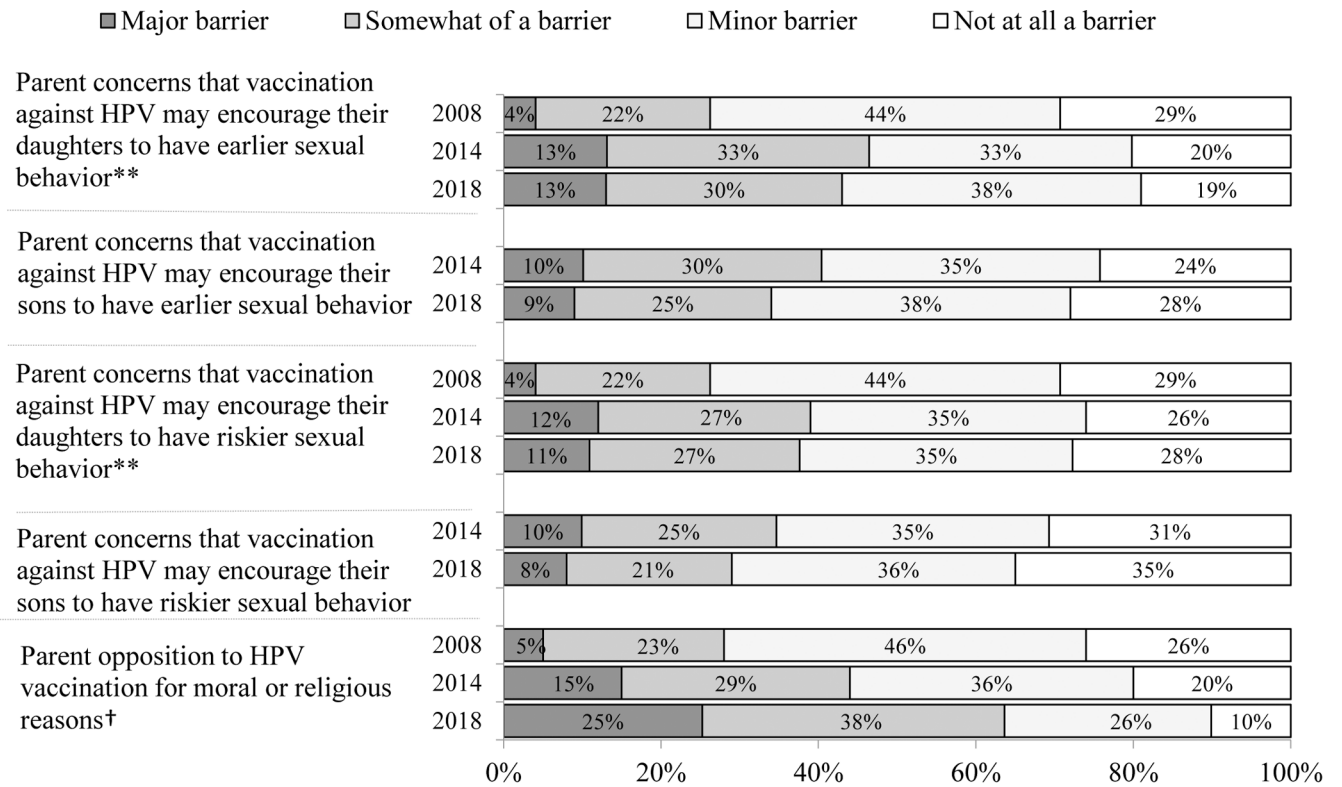 Major barrier Somewhat of a barrier Minor barrier Not at all a barrier
Parent concerns that vaccination
against HPV may encourage their
daughters to have earlier sexual
behavior**
2008 4% 22% 44% 29%
2014 13% 33% 33% 20%
2018 13% 30% 38% 19%
Parent concerns that vaccination
against HPV may encourage their
sons to have earlier sexual behavior
2014 10% 30% 35% 24%
2018 9% 25% 38% 28%
Parent concerns that vaccination
against HPV may encourage their
daughters to have riskier sexual
behavior**
2008 4% 22% 44% 29%
2014 12% 27% 35% 26%
2018 11% 27% 35% 28%
Parent concerns that vaccination
against HPV may encourage their
sons to have riskier sexual behavior
2014 10% 25% 35% 31%
2018 8% 21% 36% 35%
Parent opposition to HPV
vaccination for moral or religious
reasons†
2008 5% 23% 46% 26%
2014 15% 29% 36% 20%
2018 25% 38% 26% 10%
0% 20% 40% 60% 80% 100%